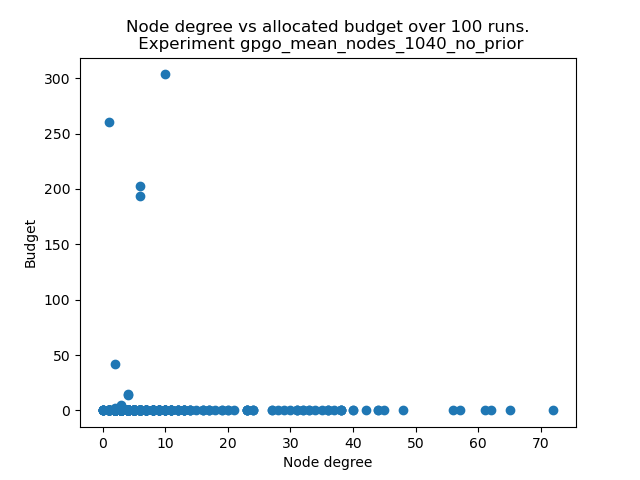 Node degree vs allocated budget over 100 runs.
Experiment gpgo_mean_nodes_1040_no_prior
300
250
200
150
100
50
0
Budget
0 10 20 30 40 50 60 70
Node degree